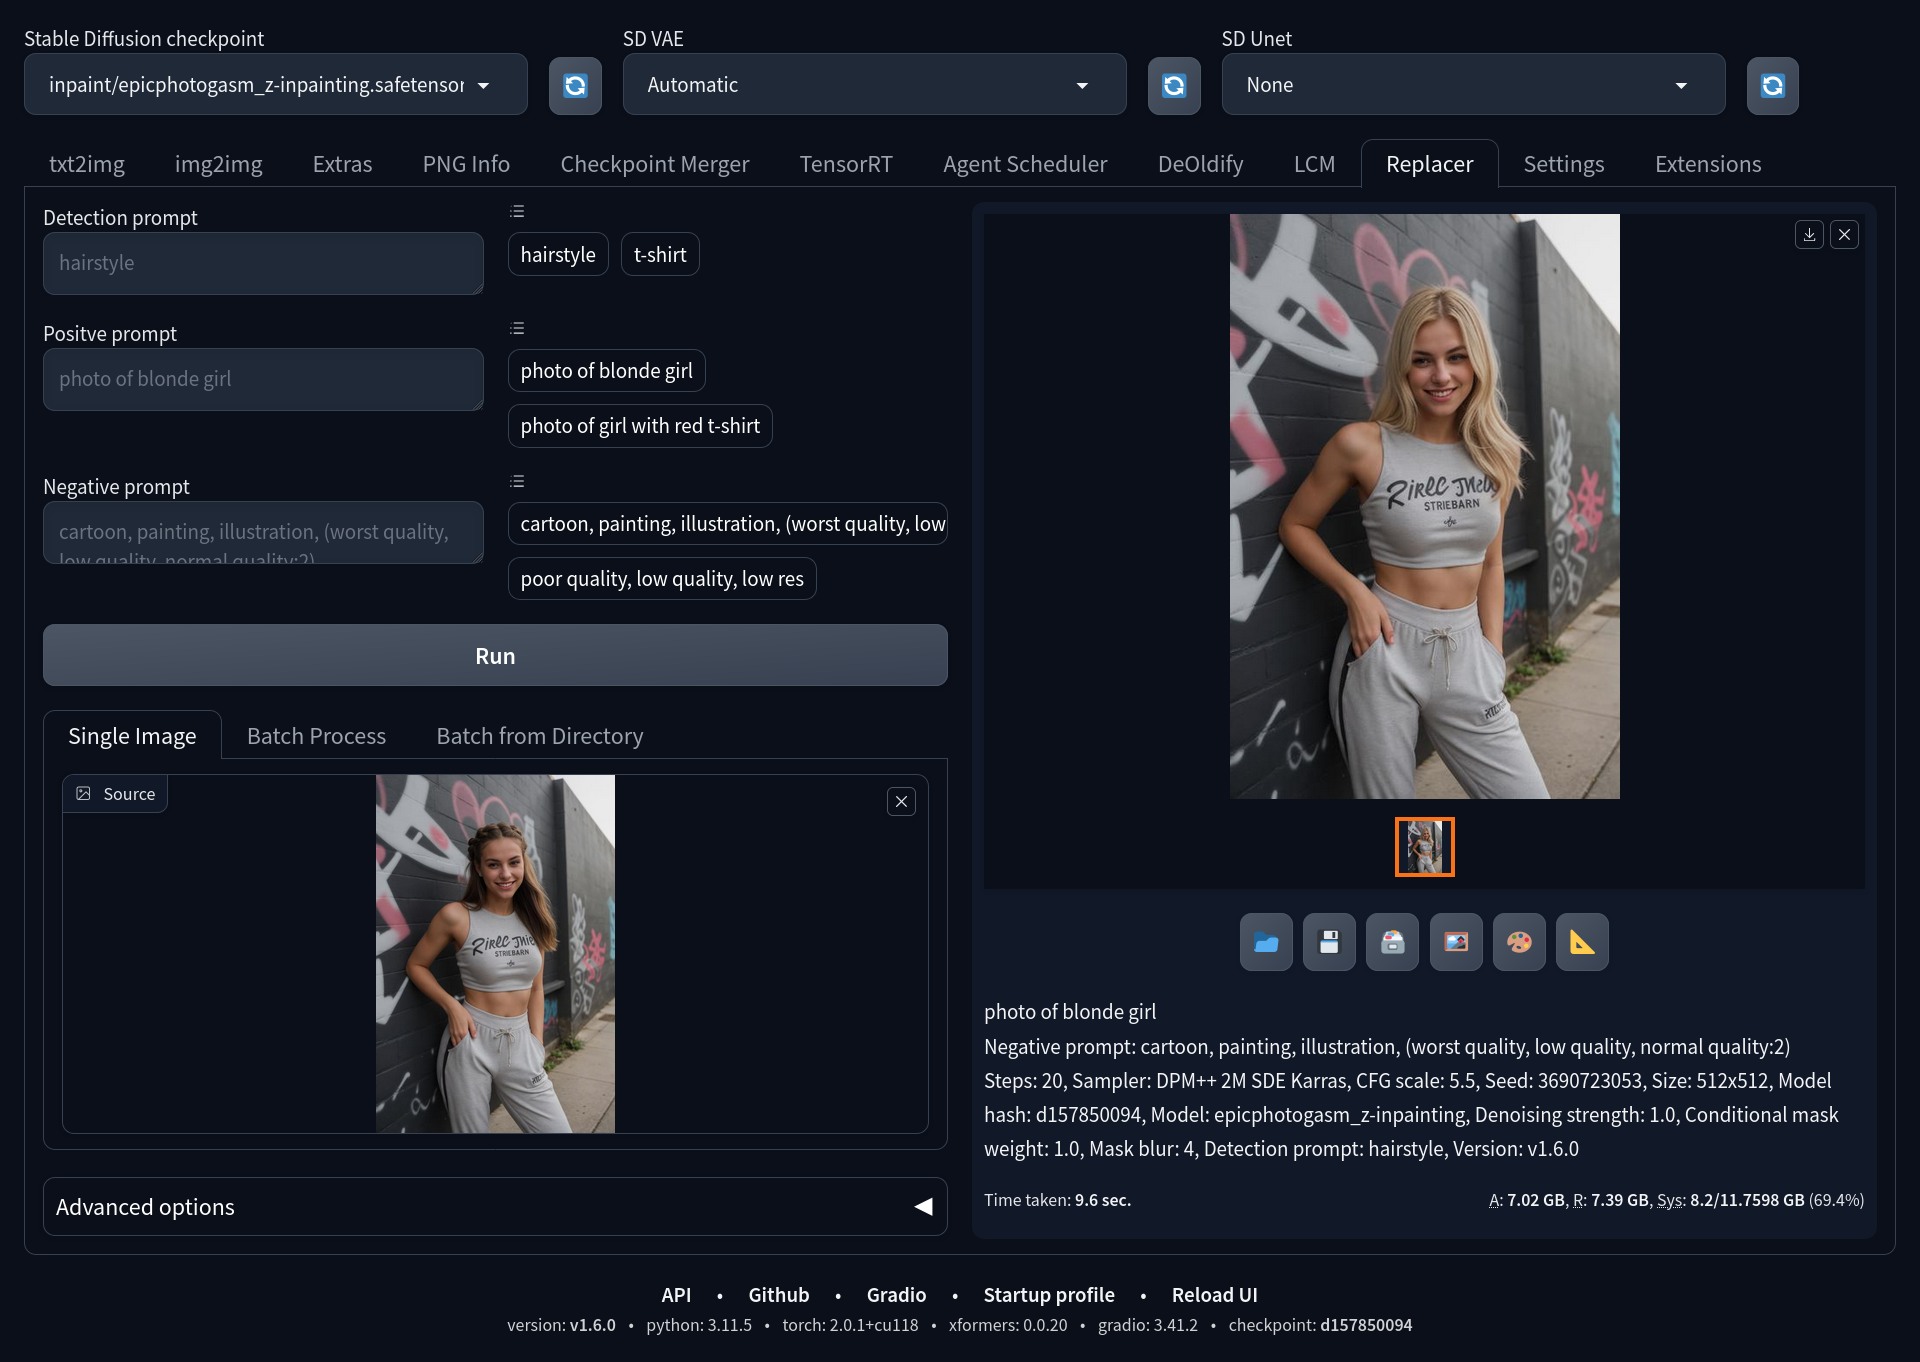 Stable Diffusion checkpoint
SD VAE
SD Unet
inpaint/epicphotogasm_z-inpainting.safetensor
Automatic
None
txt2img
img2img
Extras
PNG Info
Checkpoint Merger
TensorRT
Agent Scheduler
DeOldify
LCM
Replacer
Settings
Extensions
Detection prompt
hairstyle
hairstyle
t-shirt
Positve prompt
photo of blonde girl
photo of blonde girl
photo of girl with red t-shirt
Negative prompt
cartoon, painting, illustration, (worst quality,
low quality, normal quality:2)
cartoon, painting, illustration, (worst quality, low
poor quality, low quality, low res
Run
Single Image
Batch Process
Batch from Directory
Source
STRIEBARN
Advanced options
STRIEBARN
photo of blonde girl
Negative prompt: cartoon, painting, illustration, (worst quality, low quality, normal quality:2)
Steps: 20, Sampler: DPM++ 2M SDE Karras, CFG scale: 5.5, Seed: 3690723053, Size: 512x512, Model
hash: d157850094, Model: epicphotogasm_z-inpainting, Denoising strength: 1.0, Conditional mask
weight: 1.0, Mask blur: 4, Detection prompt: hairstyle, Version: v1.6.0
Time taken: 9.6 sec.
A: 7.02 GB, R: 7.39 GB, Sys: 8.2/11.7598 GB (69.4%)
API • Github • Gradio • Startup profile • Reload UI
version: v1.6.0 • python: 3.11.5 • torch: 2.0.1+cu118 • xformers: 0.0.20 • gradio: 3.41.2 • checkpoint: d157850094